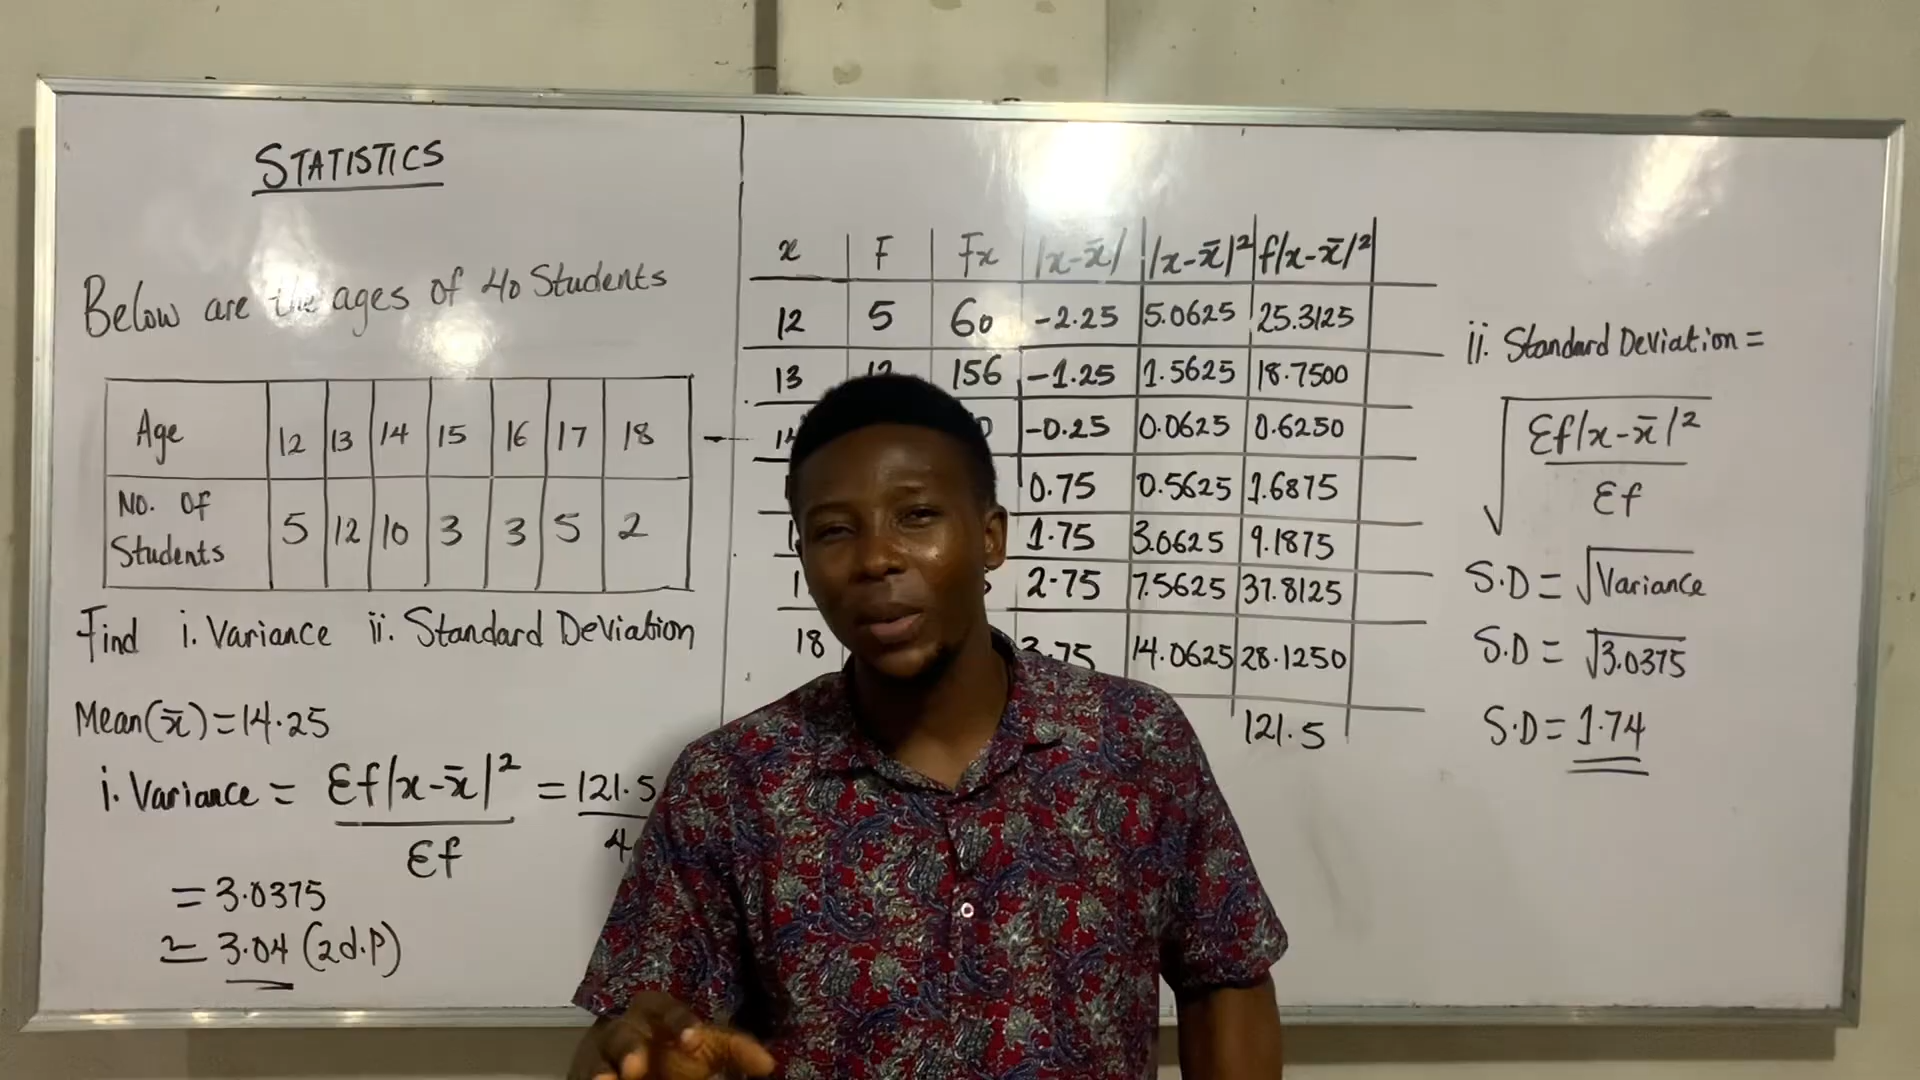 STATISTICS
Below are the ages of 40 Students
Age 12 13 14 15 16 17 18
No. Of Students 5 12 10 3 3 5 2
Find i. Variance ii. Standard Deviation
Mean(x̄)=14.25
i. Variance = Ɛf|x-x̄|² / Ɛf = 121.5
= 3.0375
≃ 3.04 (2d.p)
x F Fx |x-x̄| |x-x̄|² f|x-x̄|²
12 5 60 -2.25 5.0625 25.3125
13 12 156 -1.25 1.5625 18.7500
-0.25 0.0625 0.6250
0.75 0.5625 1.6875
1.75 3.0625 9.1875
2.75 7.5625 37.8125
18 3.75 14.0625 28.1250
121.5
ii. Standard Deviation =
√ Ɛf|x-x̄|² / Ɛf
S.D = √Variance
S.D = √3.0375
S.D = 1.74